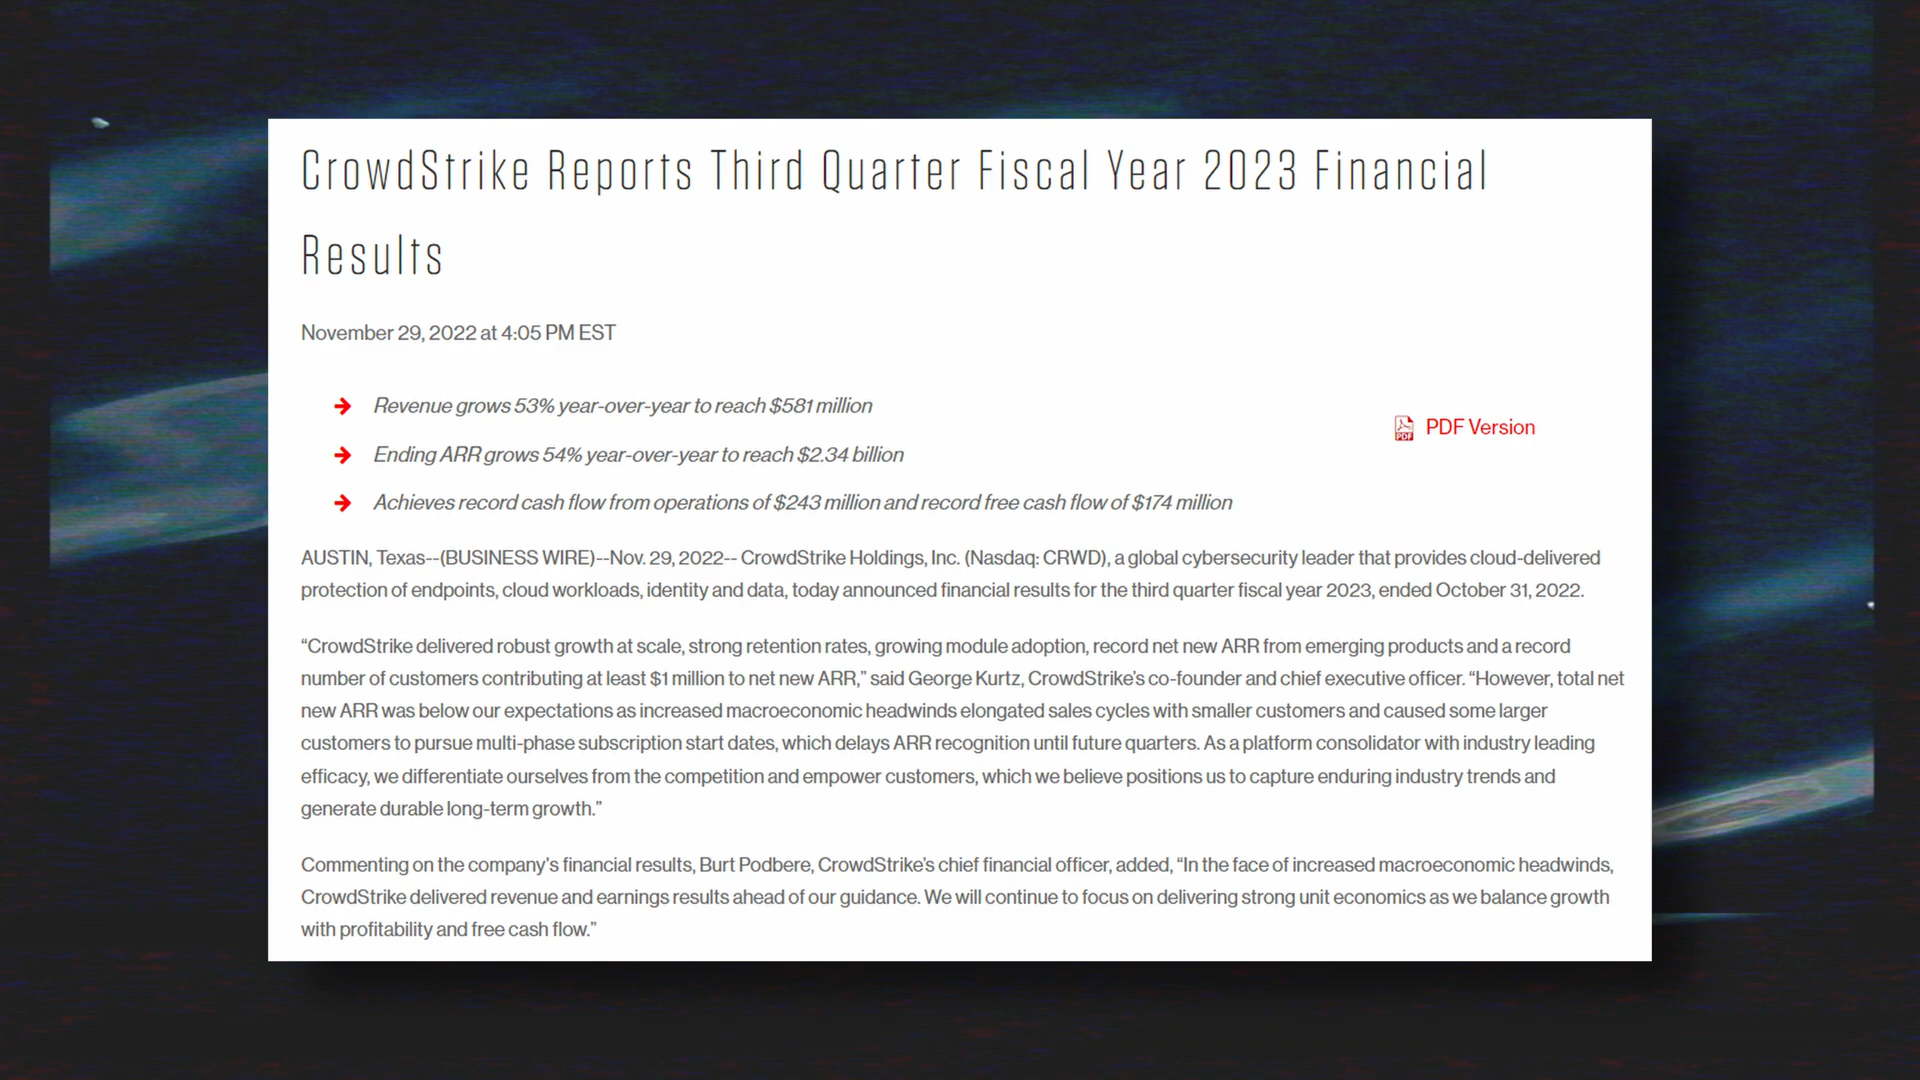 CrowdStrike Reports Third Quarter Fiscal Year 2023 Financial
Results
November 29, 2022 at 4:05 PM EST
Revenue grows 53% year-over-year to reach $581 million
PDF Version
Ending ARR grows 54% year-over-year to reach $2.34 billion
Achieves record cash flow from operations of $243 million and record free cash flow of $174 million
AUSTIN, Texas--(BUSINESS WIRE)--Nov. 29, 2022-- CrowdStrike Holdings, Inc. (Nasdaq: CRWD), a global cybersecurity leader that provides cloud-delivered
protection of endpoints, cloud workloads, identity and data, today announced financial results for the third quarter fiscal year 2023, ended October 31, 2022.
“CrowdStrike delivered robust growth at scale, strong retention rates, growing module adoption, record net new ARR from emerging products and a record
number of customers contributing at least $1 million to net new ARR,” said George Kurtz, CrowdStrike's co-founder and chief executive officer. “However, total net
new ARR was below our expectations as increased macroeconomic headwinds elongated sales cycles with smaller customers and caused some larger
customers to pursue multi-phase subscription start dates, which delays ARR recognition until future quarters. As a platform consolidator with industry leading
efficacy, we differentiate ourselves from the competition and empower customers, which we believe positions us to capture enduring industry trends and
generate durable long-term growth.”
Commenting on the company's financial results, Burt Podbere, CrowdStrike's chief financial officer, added, “In the face of increased macroeconomic headwinds,
CrowdStrike delivered revenue and earnings results ahead of our guidance. We will continue to focus on delivering strong unit economics as we balance growth
with profitability and free cash flow.”